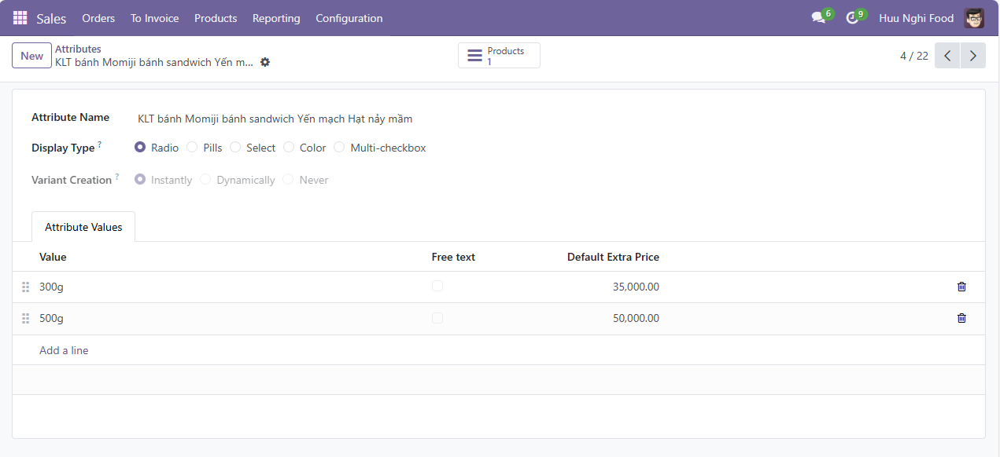 Sales Orders To Invoice Products Reporting Configuration 6 9 Huu Nghi Food
New Attributes Products 4 / 22
KLT bánh Momiji bánh sandwich Yến m... 1
Attribute Name KLT bánh Momiji bánh sandwich Yến mạch Hạt nảy mầm
Display Type ? Radio Pills Select Color Multi-checkbox
Variant Creation ? Instantly Dynamically Never
Attribute Values
Value Free text Default Extra Price
300g 35,000.00
500g 50,000.00
Add a line